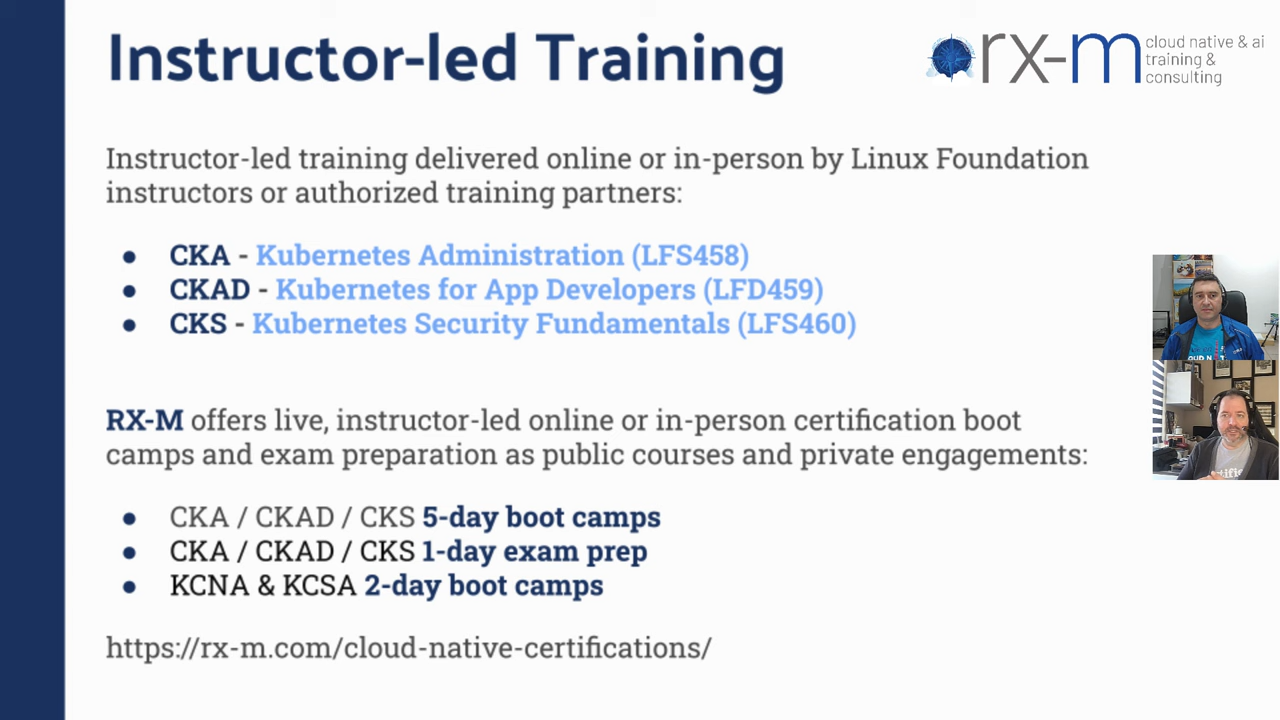 Instructor-led Training
rx-m
cloud native & ai
training &
consulting
Instructor-led training delivered online or in-person by Linux Foundation
instructors or authorized training partners:
● CKA - Kubernetes Administration (LFS458)
● CKAD - Kubernetes for App Developers (LFD459)
● CKS - Kubernetes Security Fundamentals (LFS460)
RX-M offers live, instructor-led online or in-person certification boot
camps and exam preparation as public courses and private engagements:
● CKA / CKAD / CKS 5-day boot camps
● CKA / CKAD / CKS 1-day exam prep
● KCNA & KCSA 2-day boot camps
https://rx-m.com/cloud-native-certifications/